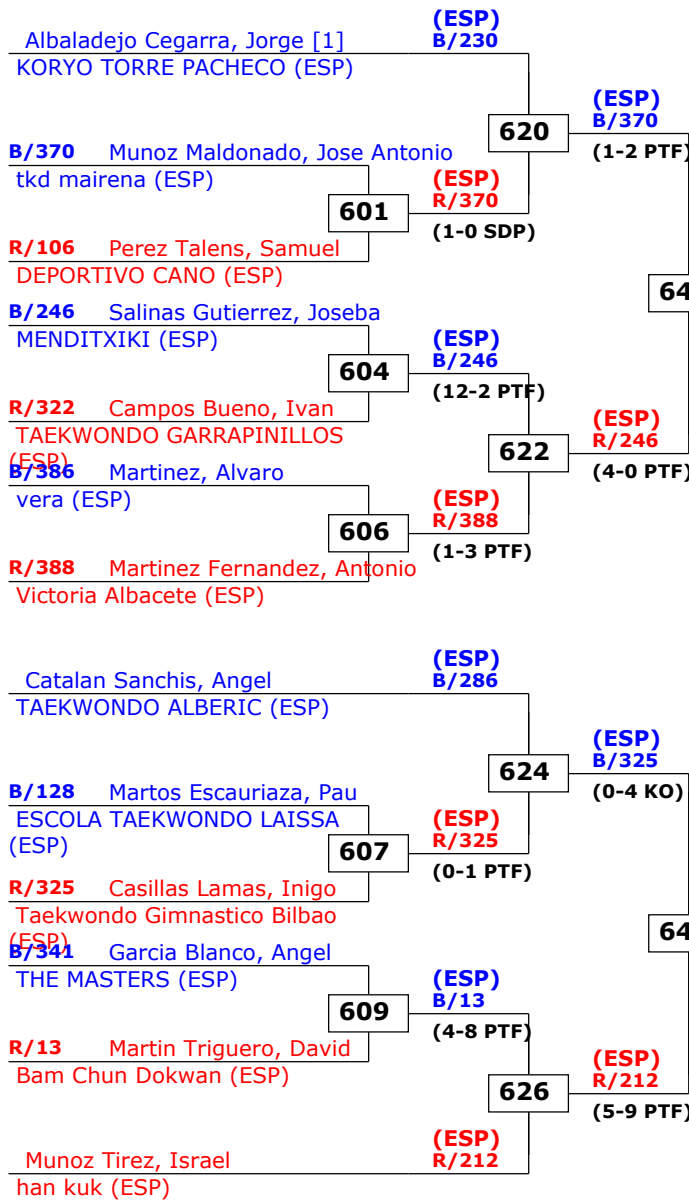 (ESP)
Albaladejo Cegarra, Jorge [1]
B/230
KORYO TORRE PACHECO (ESP)
(ESP)
620
B/370
B/370 Munoz Maldonado, Jose Antonio
(1-2 PTF)
tkd mairena (ESP)
(ESP)
R/370
601
(1-0 SDP)
R/106 Perez Talens, Samuel
DEPORTIVO CANO (ESP)
64
B/246 Salinas Gutierrez, Joseba
MENDITXIKI (ESP)
(ESP)
B/246
604
(12-2 PTF)
R/322 Campos Bueno, Ivan
(ESP)
TAEKWONDO GARRAPINILLOS
R/246
(ESP)
622
(4-0 PTF)
B/386 Martinez, Alvaro
vera (ESP)
(ESP)
R/388
606
(1-3 PTF)
R/388 Martinez Fernandez, Antonio
Victoria Albacete (ESP)
(ESP)
Catalan Sanchis, Angel
B/286
TAEKWONDO ALBERIC (ESP)
(ESP)
B/325
624
(0-4 KO)
B/128 Martos Escauriaza, Pau
ESCOLA TAEKWONDO LAISSA
(ESP)
(ESP)
R/325
607
(0-1 PTF)
R/325 Casillas Lamas, Inigo
Taekwondo Gimnastico Bilbao
(ESP)
64
B/341 Garcia Blanco, Angel
THE MASTERS (ESP)
(ESP)
B/13
609
(4-8 PTF)
R/13 Martin Triguero, David
Bam Chun Dokwan (ESP)
(ESP)
R/212
626
(5-9 PTF)
(ESP)
Munoz Tirez, Israel
R/212
han kuk (ESP)